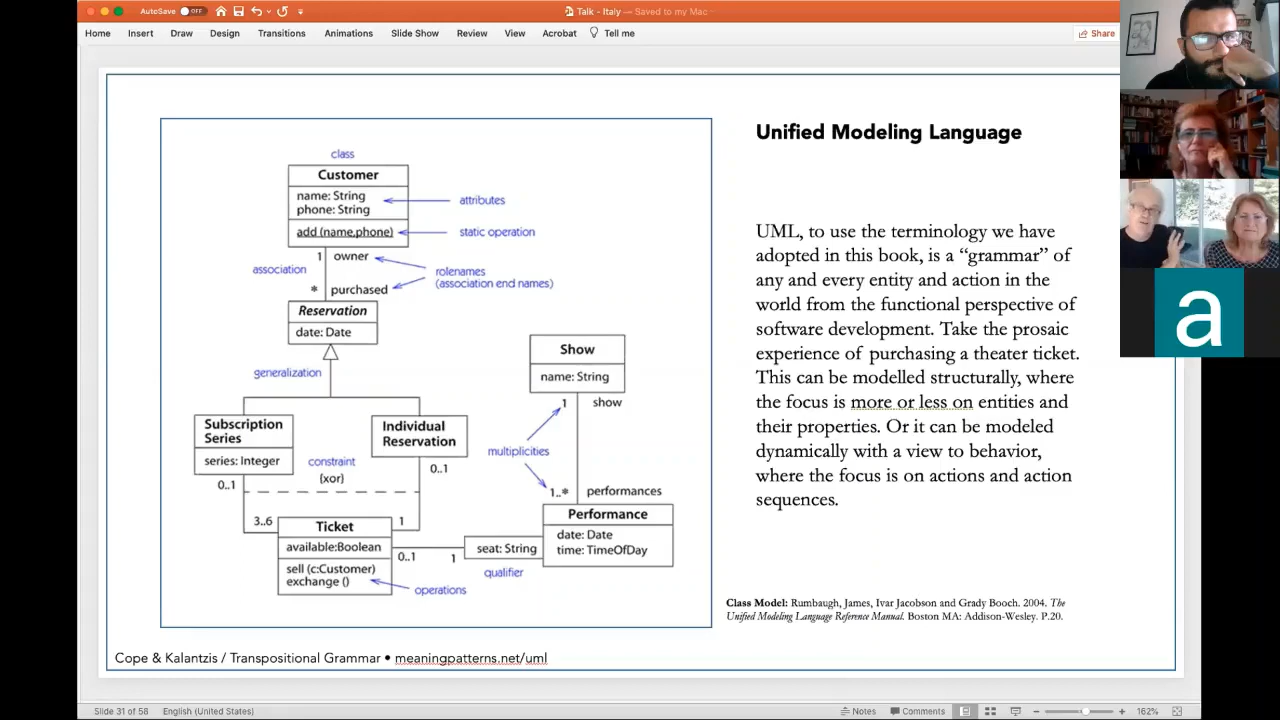 AutoSave OFF
Talk - Italy — Saved to my Mac
Home Insert Draw Design Transitions Animations Slide Show Review View Acrobat Tell me
Share
class
Customer
name: String
phone: String
attributes
add (name,phone)
static operation
1 owner
association
rolenames
(association end names)
* purchased
Reservation
date: Date
generalization
Show
name: String
1 show
Subscription
Series
series: Integer
Individual
Reservation
constraint
{xor}
0..1
0..1
multiplicities
1..* performances
3..6
1
Ticket
available:Boolean
sell (c:Customer)
exchange ()
operations
0..1
1
seat: String
qualifier
Performance
date: Date
time: TimeOfDay
Unified Modeling Language
UML, to use the terminology we have
adopted in this book, is a “grammar” of
any and every entity and action in the
world from the functional perspective of
software development. Take the prosaic
experience of purchasing a theater ticket.
This can be modelled structurally, where
the focus is more or less on entities and
their properties. Or it can be modeled
dynamically with a view to behavior,
where the focus is on actions and action
sequences.
Class Model: Rumbaugh, James, Ivar Jacobson and Grady Booch. 2004. The
Unified Modeling Language Reference Manual. Boston MA: Addison-Wesley. P.20.
Cope & Kalantzis / Transpositional Grammar • meaningpatterns.net/uml
a
Slide 31 of 58 English (United States)
Notes Comments 162%